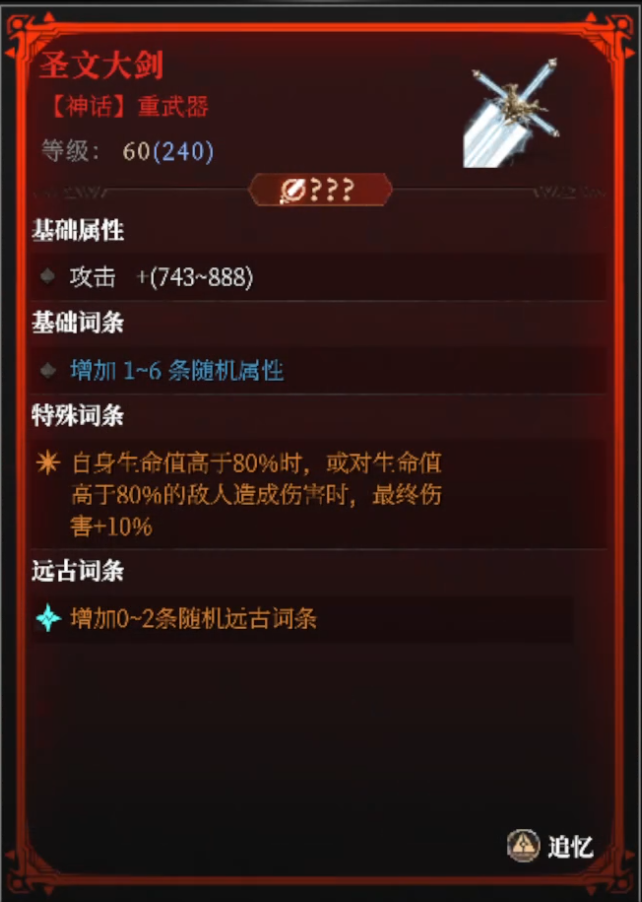 圣文大剑
【神话】重武器
等级： 60(240)
???
基础属性
攻击 +(743~888)
基础词条
增加 1~6 条随机属性
特殊词条
自身生命值高于80%时，或对生命值
高于80%的敌人造成伤害时，最终伤
害+10%
远古词条
增加0~2条随机远古词条
追忆